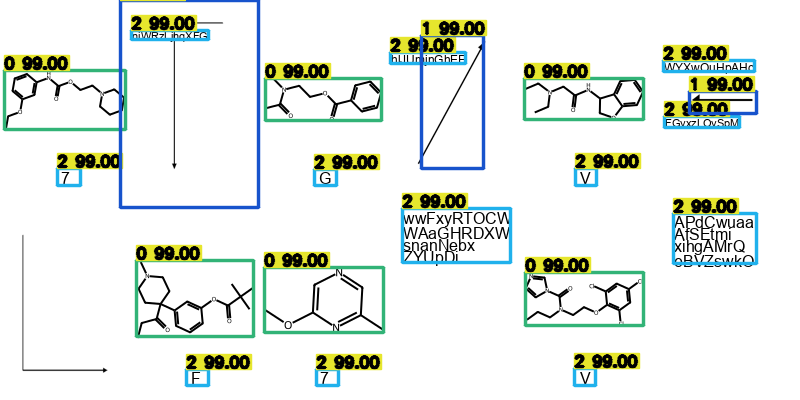 2 99.00
1 99.00
2 99.00
2 99.00
0 99.00
0 99.00
0 99.00
WYXwQuHpAHc
1 99.00
2 99.00
2 99.00
7
2 99.00
G
2 99.00
V
2 99.00
wwFxyRTOCW
WAaGHRDXW
snanNebx
ZYUpDi
2 99.00
APdCwuaa
AfSEtmi
xihgAMrQ
eBVZswkO
0 99.00
0 99.00
0 99.00
2 99.00
F
2 99.00
7
2 99.00
V